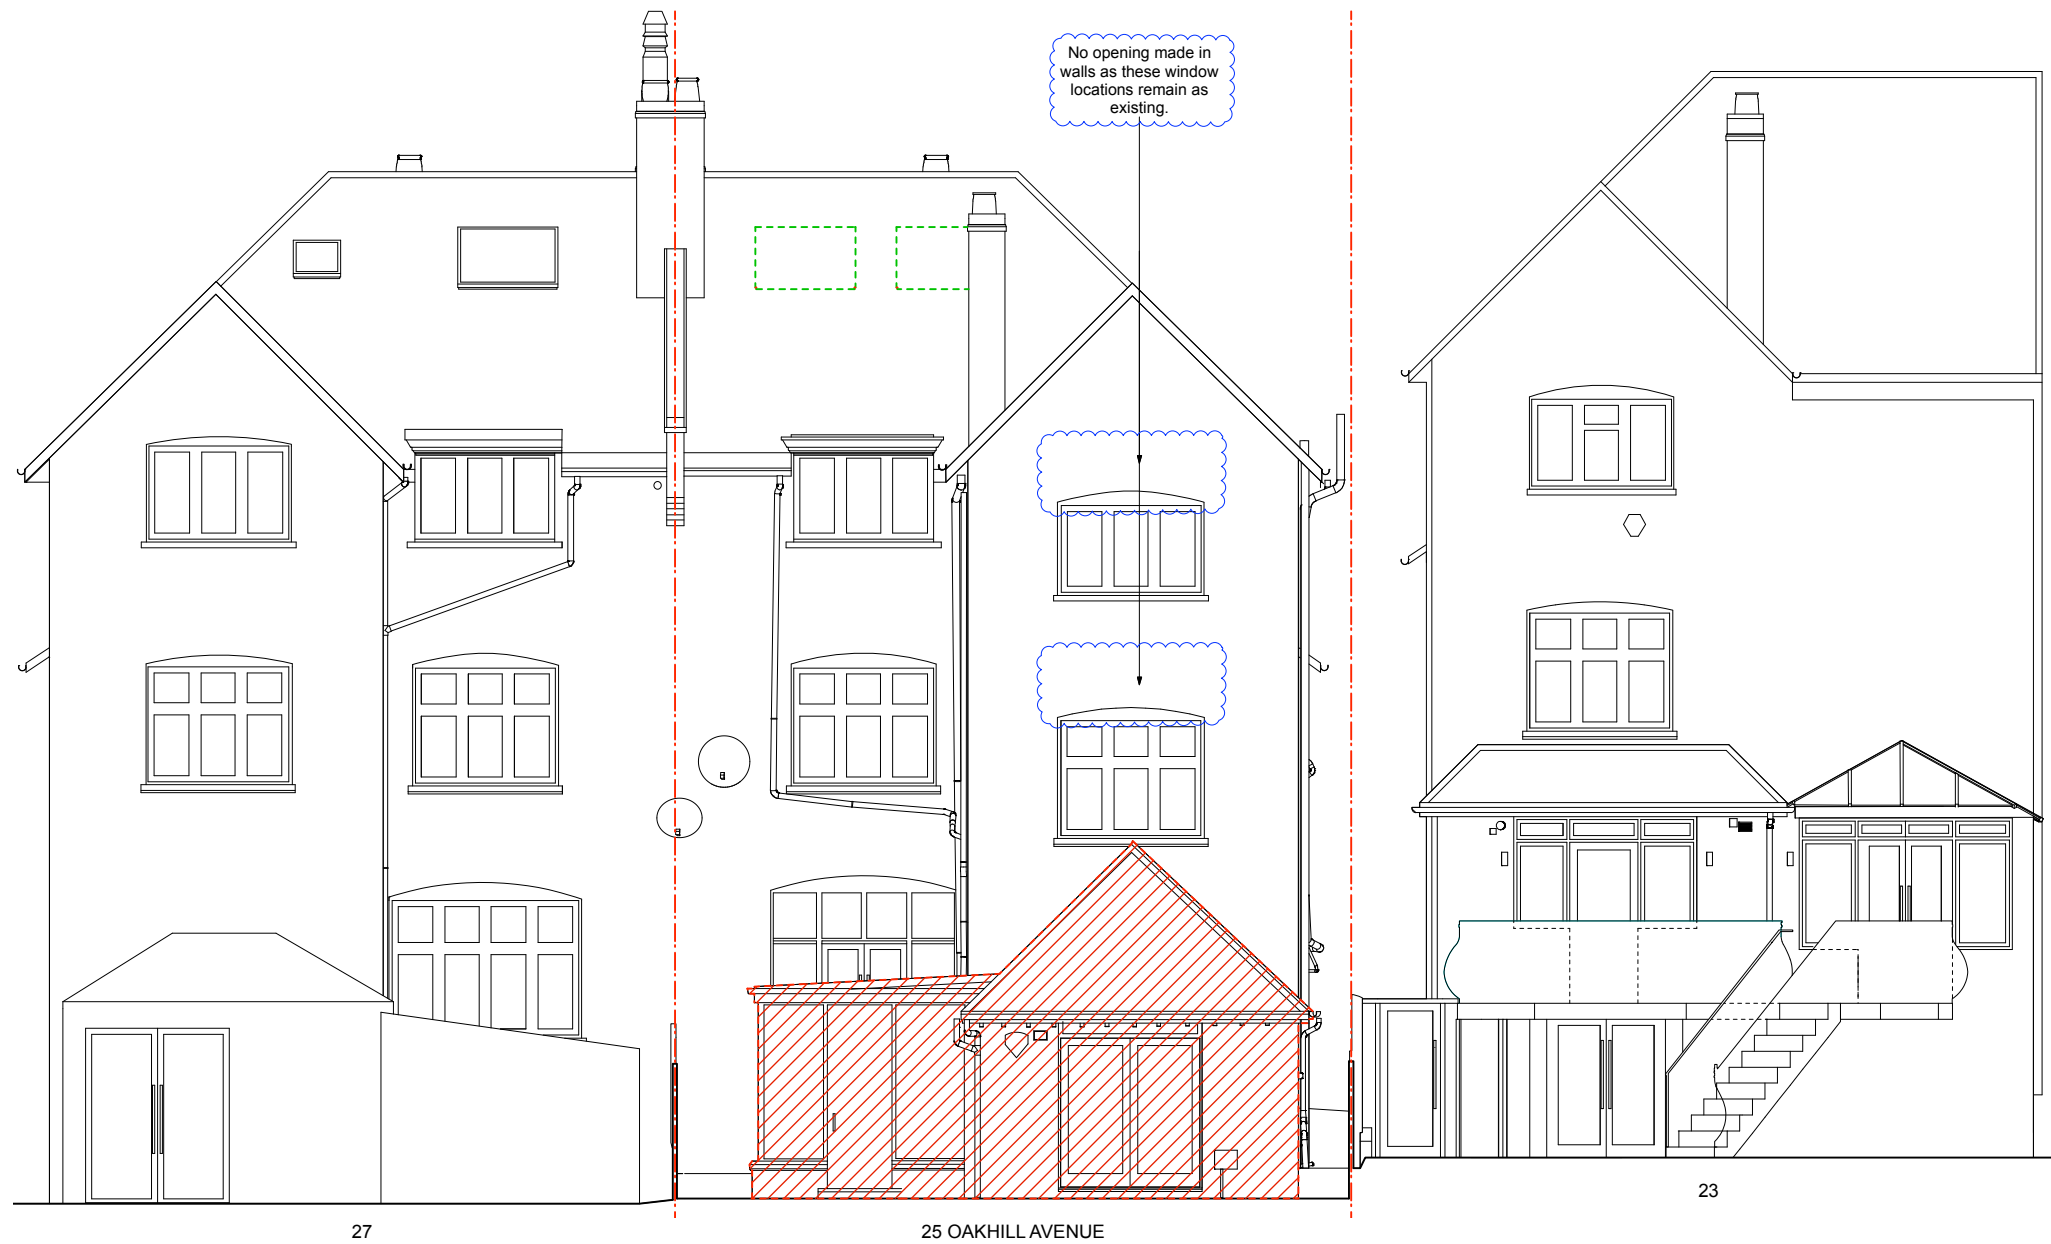 No opening made in
walls as these window
locations remain as
existing.
23
27
25 OAKHILL AVENUE